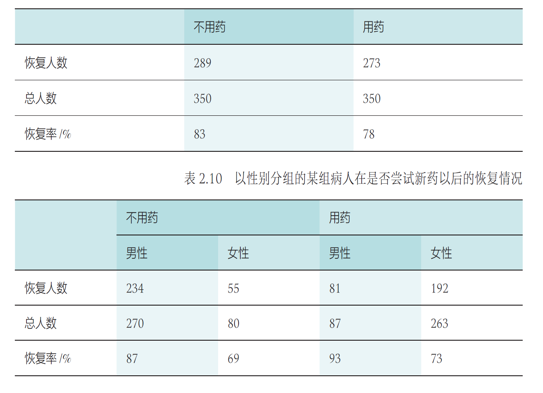 不用药 用药
恢复人数 289 273
总人数 350 350
恢复率 /% 83 78
表 2.10 以性别分组的某组病人在是否尝试新药以后的恢复情况
不用药 用药
男性 女性 男性 女性
恢复人数 234 55 81 192
总人数 270 80 87 263
恢复率 /% 87 69 93 73